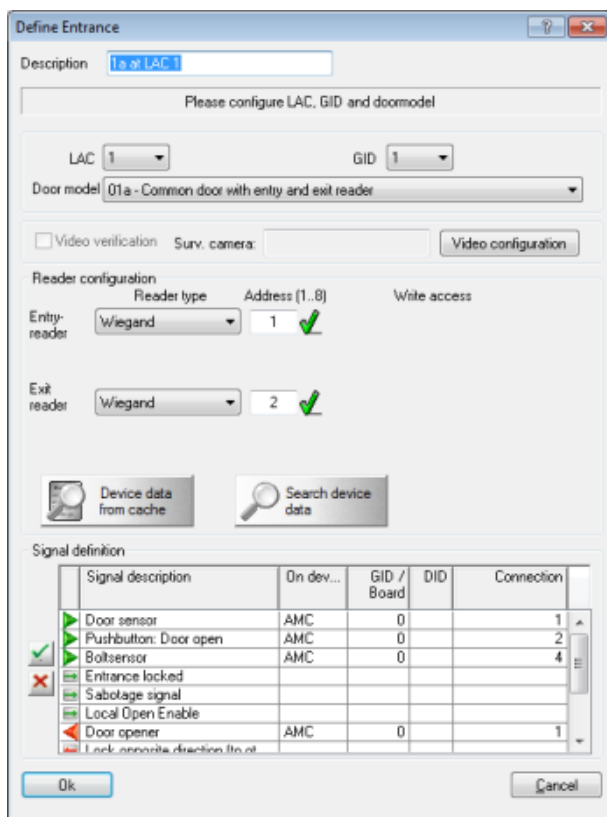 Define Entrance
Description 1a at LAC 1
Please configure LAC, GID and doormodel
LAC 1 GID 1
Door model 01a - Common door with entry and exit reader
Video verification Surv. camera: Video configuration
Reader configuration
Reader type Address (1..8) Write access
Entry-
reader Wiegand 1
Exit
reader Wiegand 2
Device data
from cache
Search device
data
Signal definition
Signal description On dev... GID /
Board DID Connection
Door sensor AMC 0 1
Pushbutton: Door open AMC 0 2
Boltsensor AMC 0 4
Entrance locked
Sabotage signal
Local Open Enable
Door opener AMC 0 1
Lock opposite direction (to ot
Ok Cancel